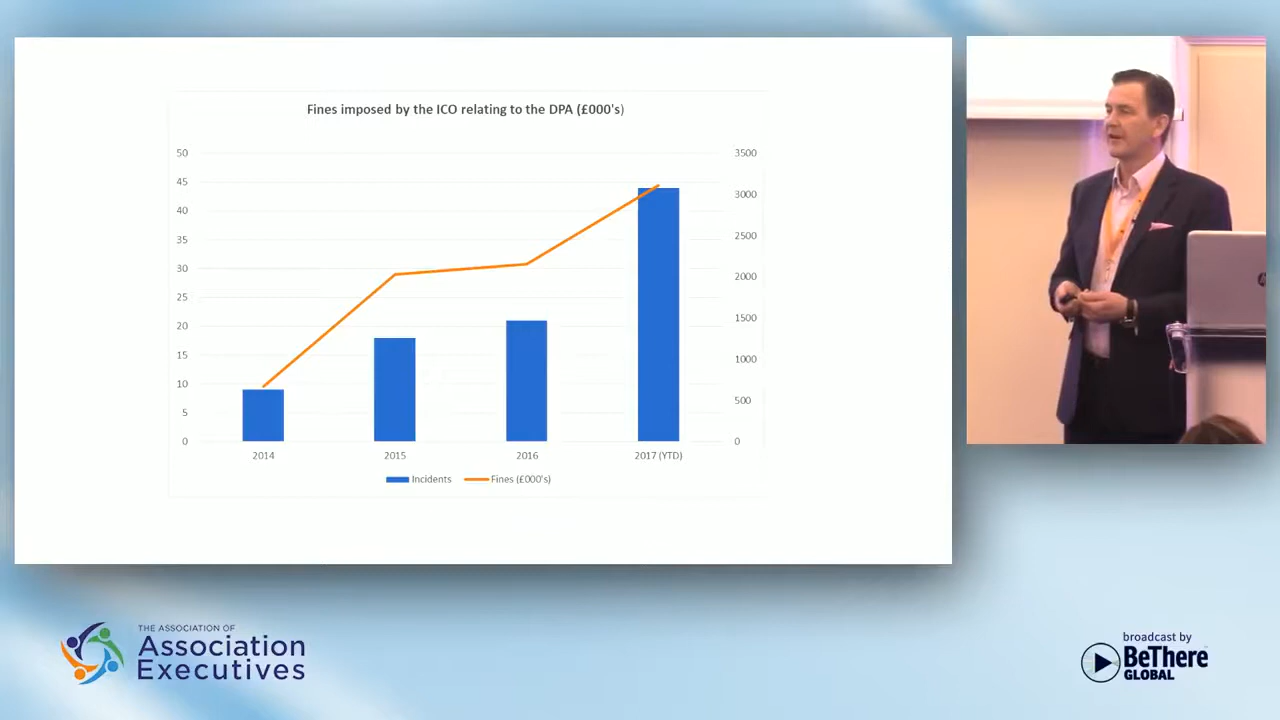 Fines imposed by the ICO relating to the DPA (£000's)
50
45
40
35
30
25
20
15
10
5
0
3500
3000
2500
2000
1500
1000
500
0
2014 2015 2016 2017 (YTD)
Incidents Fines (£000's)
THE ASSOCIATION OF
Association
Executives
broadcast by
BeThere
GLOBAL